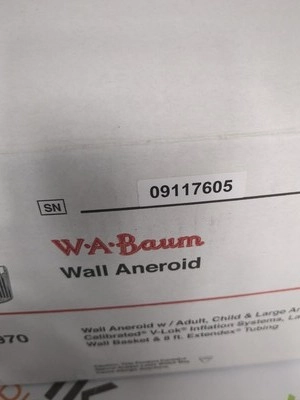 SN
09117605
W·A·Baum
Wall Aneroid
970
Wall Aneroid w / Adult, Child & Large
Calibrated® V-Lok® Inflation Systems,
Wall Basket & 8 ft. Extendex® Tubing